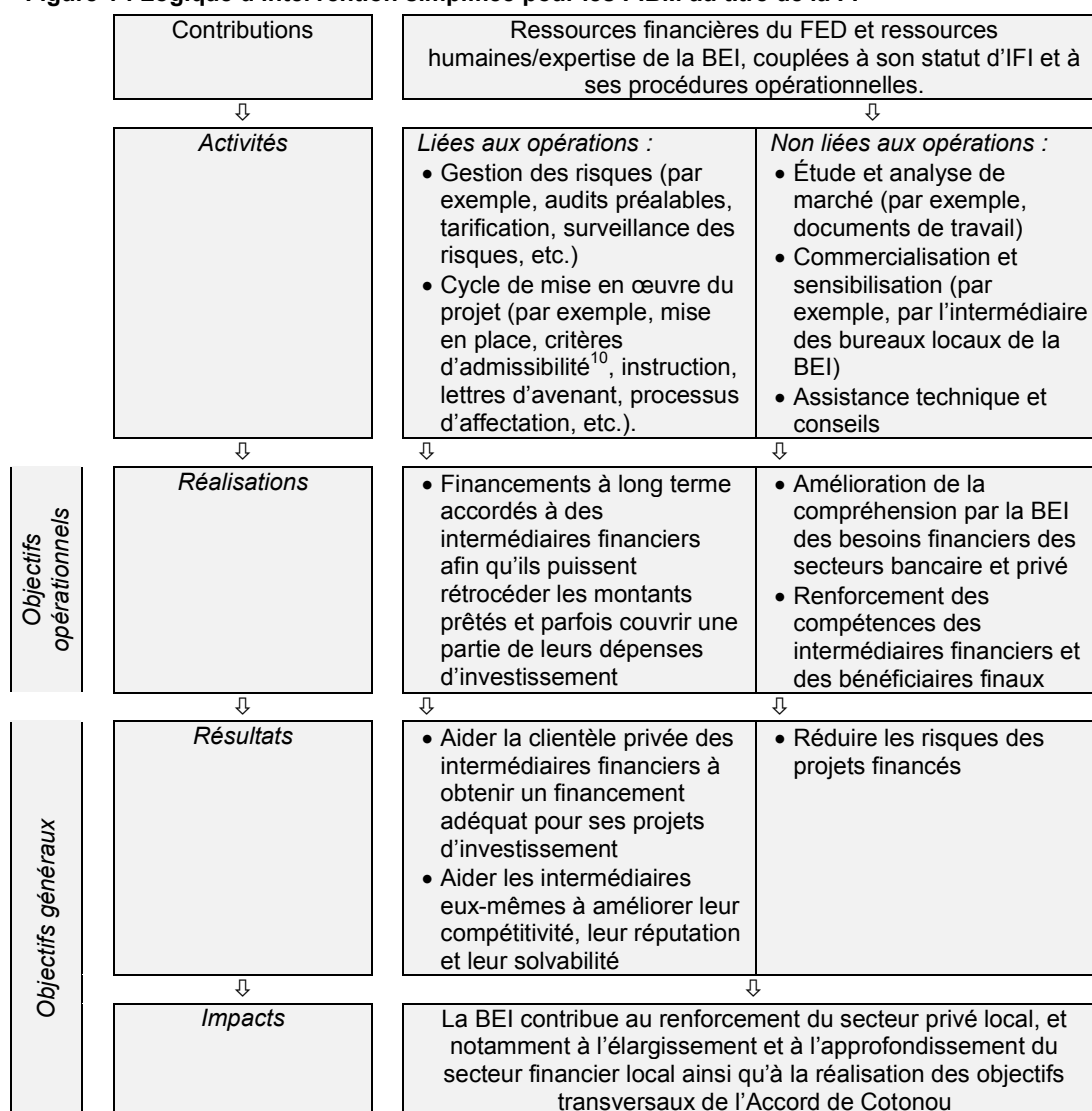 Logique d'intervention simplifiée pour les au titre de la
Contributions
Ressources financières du FED et ressources
humaines/expertise de la BEI, couplées à son statut d'IFI et à
ses procédures opérationnelles.
⇩ ⇩
Activités
Liées aux opérations :
• Gestion des risques (par
exemple, audits préalables,
tarification, surveillance des
risques, etc.)
• Cycle de mise en œuvre du
projet (par exemple, mise
en place, critères
d'admissibilité10, instruction,
lettres d'avenant, processus
d'affectation, etc.).
Non liées aux opérations :
• Étude et analyse de
marché (par exemple,
documents de travail)
• Commercialisation et
sensibilisation (par
exemple, par l'intermédiaire
des bureaux locaux de la
BEI)
• Assistance technique et
conseils
⇩ ⇩ ⇩
Objectifs
opérationnels
Réalisations
• Financements à long terme
accordés à des
intermédiaires financiers
afin qu'ils puissent
rétrocéder les montants
prêtés et parfois couvrir une
partie de leurs dépenses
d'investissement
• Amélioration de la
compréhension par la BEI
des besoins financiers des
secteurs bancaire et privé
• Renforcement des
compétences des
intermédiaires financiers et
des bénéficiaires finaux
⇩ ⇩ ⇩
Objectifs généraux
Résultats
• Aider la clientèle privée des
intermédiaires financiers à
obtenir un financement
adéquat pour ses projets
d'investissement
• Aider les intermédiaires
eux-mêmes à améliorer leur
compétitivité, leur réputation
et leur solvabilité
• Réduire les risques des
projets financés
⇩ ⇩
Impacts
La BEI contribue au renforcement du secteur privé local, et
notamment à l'élargissement et à l'approfondissement du
secteur financier local ainsi qu'à la réalisation des objectifs
transversaux de l'Accord de Cotonou